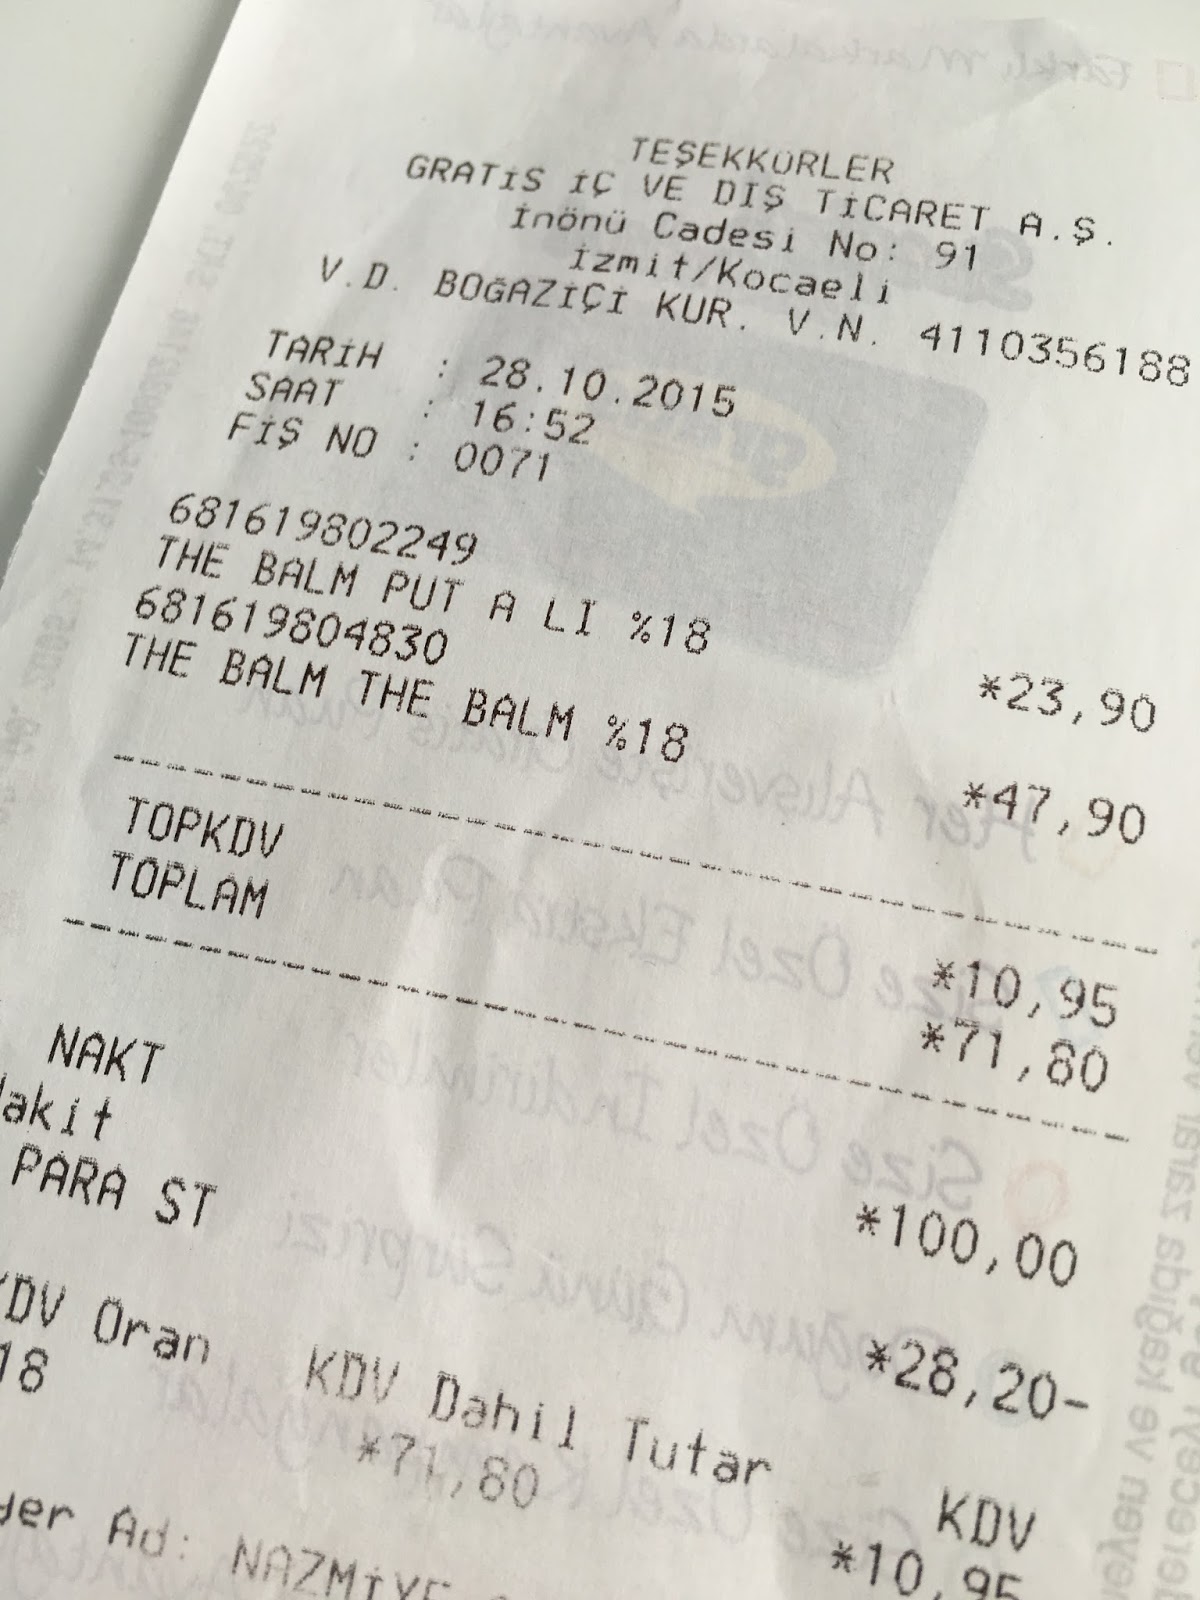 TEŞEKKÜRLER
GRATİS İÇ VE DIŞ TİCARET A.Ş.
İnönü Cadesi No: 91
İzmit/Kocaeli
V.D. BOĞAZİÇİ KUR. V.N. 4110356188
TARİH : 28.10.2015
SAAT : 16:52
FİŞ NO : 0071
681619802249
THE BALM PUT A LI %18 *23,90
681619804830
THE BALM THE BALM %18 *47,90
TOPKDV *10,95
TOPLAM *71,80
NAKT
akit *100,00
PARA ST *28,20-
KDV Oran KDV Dahil Tutar KDV
18 *71,80 *10,95
der Ad: NAZMİYE